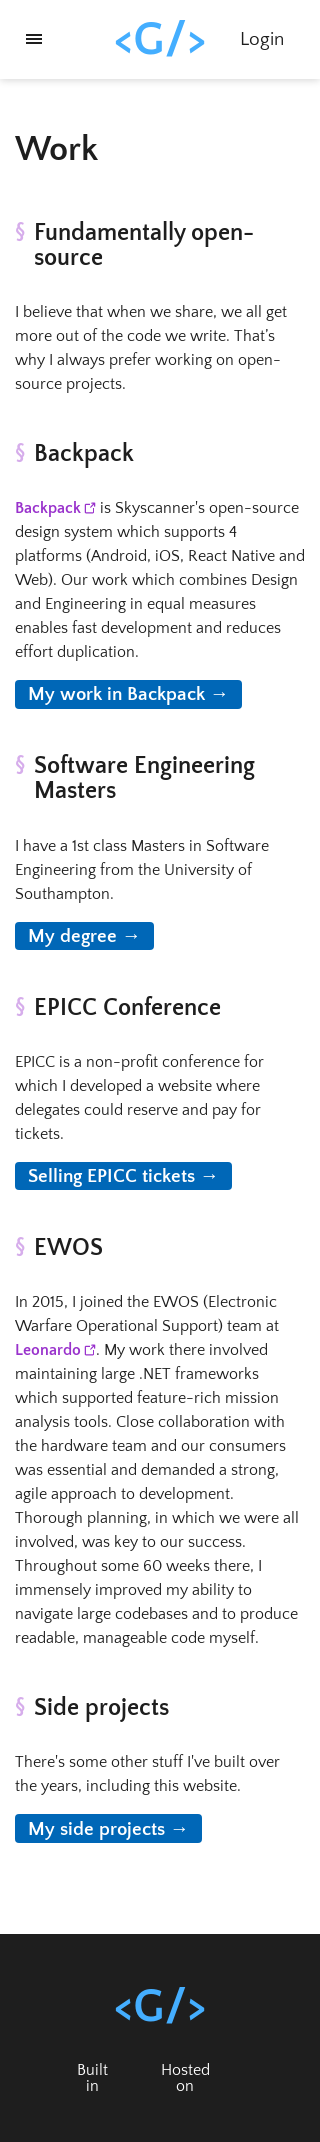 <G/>
Login
Work
§ Fundamentally open-
source
I believe that when we share, we all get
more out of the code we write. That’s
why I always prefer working on open-
source projects.
§ Backpack
Backpack is Skyscanner's open-source
design system which supports 4
platforms (Android, iOS, React Native and
Web). Our work which combines Design
and Engineering in equal measures
enables fast development and reduces
effort duplication.
My work in Backpack →
§ Software Engineering
Masters
I have a 1st class Masters in Software
Engineering from the University of
Southampton.
My degree →
§ EPICC Conference
EPICC is a non-profit conference for
which I developed a website where
delegates could reserve and pay for
tickets.
Selling EPICC tickets →
§ EWOS
In 2015, I joined the EWOS (Electronic
Warfare Operational Support) team at
Leonardo. My work there involved
maintaining large .NET frameworks
which supported feature-rich mission
analysis tools. Close collaboration with
the hardware team and our consumers
was essential and demanded a strong,
agile approach to development.
Thorough planning, in which we were all
involved, was key to our success.
Throughout some 60 weeks there, I
immensely improved my ability to
navigate large codebases and to produce
readable, manageable code myself.
§ Side projects
There's some other stuff I've built over
the years, including this website.
My side projects →
<G/>
Built
in
Hosted
on